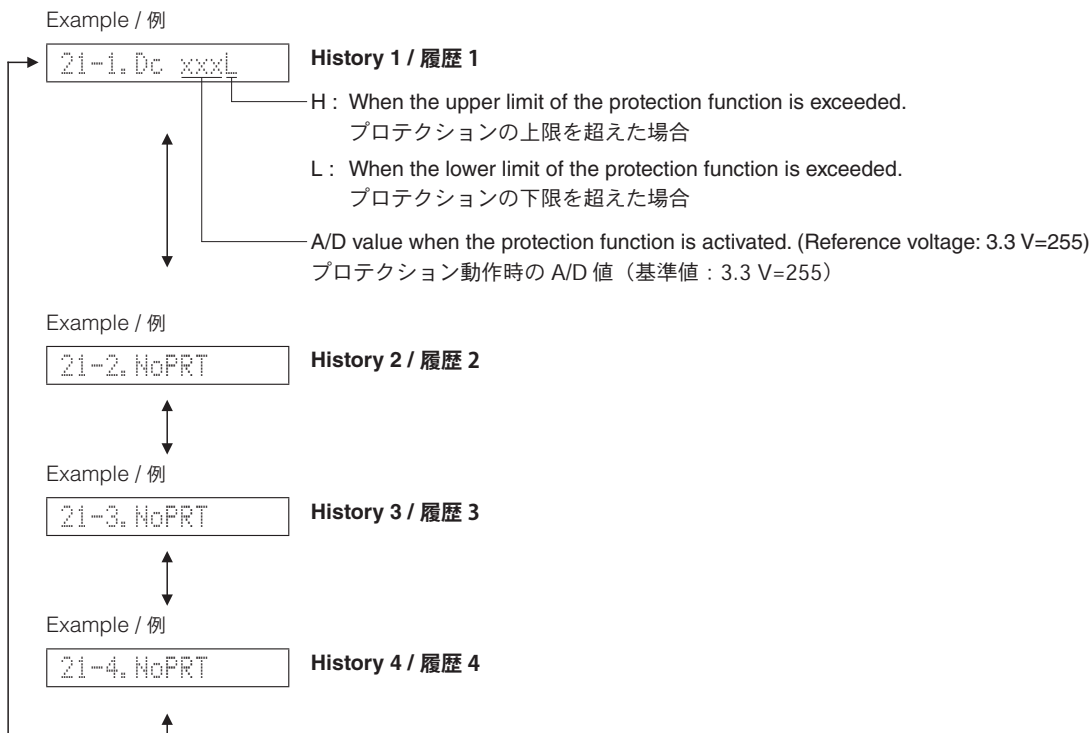 Example / 例
21-1.Dc xxxL
History 1 / 履歴 1
H : When the upper limit of the protection function is exceeded.
プロテクションの上限を超えた場合
L : When the lower limit of the protection function is exceeded.
プロテクションの下限を超えた場合
A/D value when the protection function is activated. (Reference voltage: 3.3 V=255)
プロテクション動作時の A/D 値（基準値：3.3 V=255）
Example / 例
21-2.NoPRT
History 2 / 履歴 2
Example / 例
21-3.NoPRT
History 3 / 履歴 3
Example / 例
21-4.NoPRT
History 4 / 履歴 4